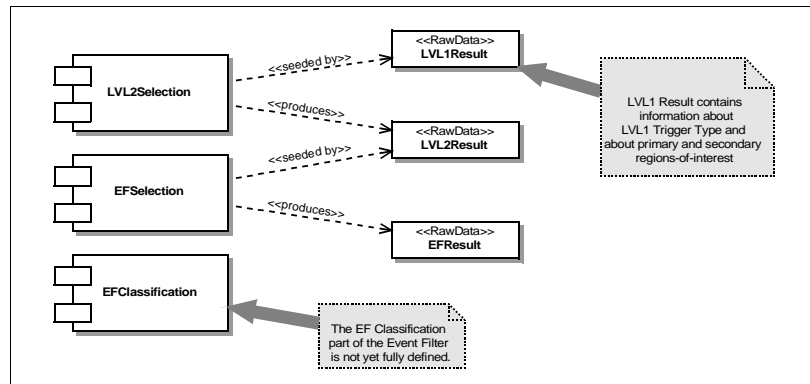 <<RawData>>
LVL1Result
<<seeded by>>
LVL2Selection
<<produces>>
LVL1 Result contains
information about
LVL1 Trigger Type and
about primary and secondary
regions-of-interest
<<RawData>>
LVL2Result
<<seeded by>>
EFSelection
<<produces>>
<<RawData>>
EFResult
EFClassification
The EF Classification
part of the Event Filter
is not yet fully defined.